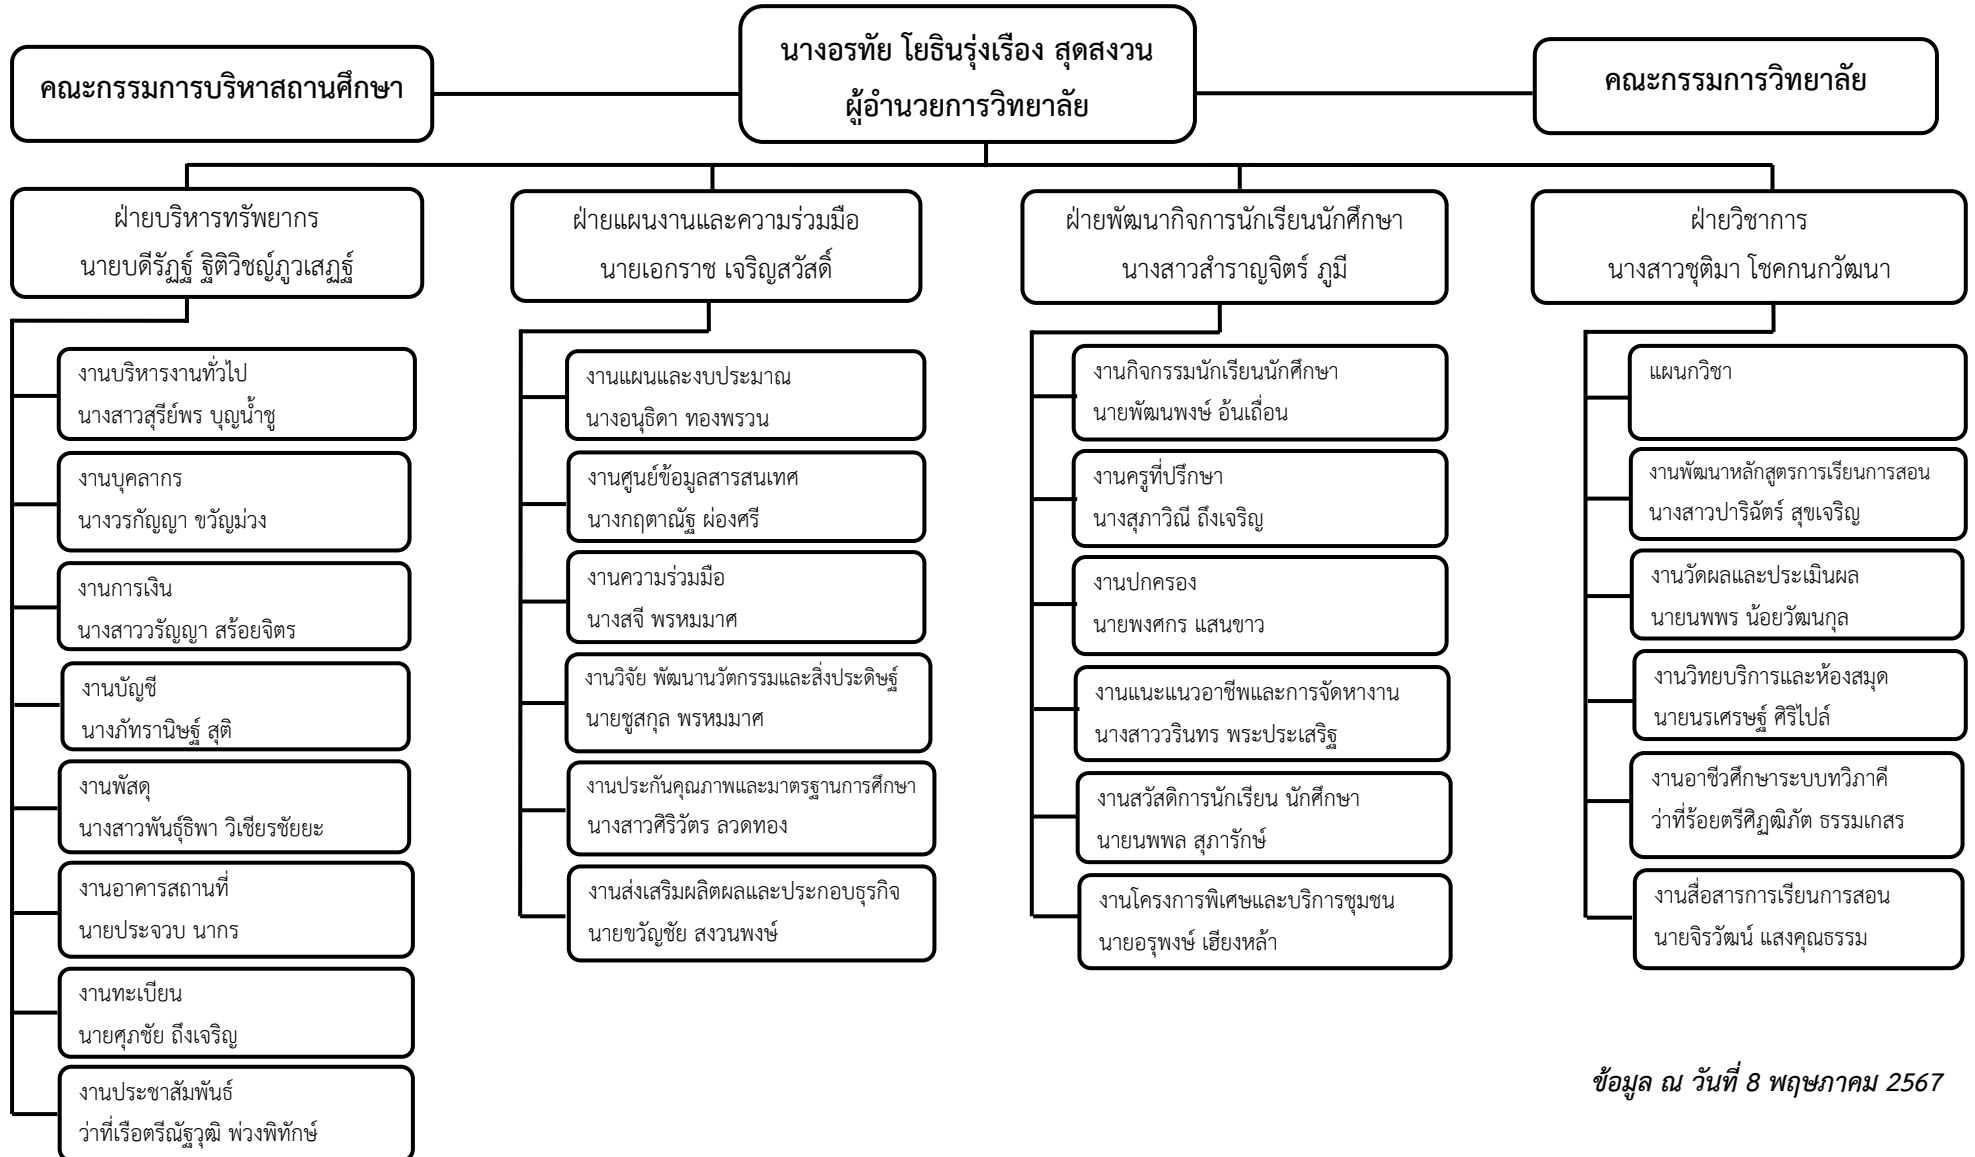 นางอรทัย โยธินรุ่งเรือง สุดสงวน
ผู้อำนวยการวิทยาลัย
คณะกรรมการบริหาสถานศึกษา
คณะกรรมการวิทยาลัย
ฝ่ายบริหารทรัพยากร
นายบดีรัฏฐ์ ฐิติวิชญ์ภูวเสฏฐ์
งานบริหารงานทั่วไป
นางสาวสุรีย์พร บุญน้ำชู
งานบุคลากร
นางวรกัญญา ขวัญม่วง
งานการเงิน
นางสาววรัญญา สร้อยจิตร
งานบัญชี
นางภัทรานิษฐ์ สุติ
งานพัสดุ
นางสาวพันธุ์ธิพา วิเชียรชัยยะ
งานอาคารสถานที่
นายประจวบ นากร
งานทะเบียน
นายศุภชัย ถึงเจริญ
งานประชาสัมพันธ์
ว่าที่เรือตรีณัฐวุฒิ พ่วงพิทักษ์
ฝ่ายแผนงานและความร่วมมือ
นายเอกราช เจริญสวัสดิ์
งานแผนและงบประมาณ
นางอนุธิดา ทองพรวน
งานศูนย์ข้อมูลสารสนเทศ
นางกฤตาณัฐ ผ่องศรี
งานความร่วมมือ
นางสจี พรหมมาศ
งานวิจัย พัฒนานวัตกรรมและสิ่งประดิษฐ์
นายชูสกุล พรหมมาศ
งานประกันคุณภาพและมาตรฐานการศึกษา
นางสาวศิริวัตร ลวดทอง
งานส่งเสริมผลิตผลและประกอบธุรกิจ
นายขวัญชัย สงวนพงษ์
ฝ่ายพัฒนากิจการนักเรียนนักศึกษา
นางสาวสำราญจิตร์ ภูมี
งานกิจกรรมนักเรียนนักศึกษา
นายพัฒนพงษ์ อ้นเถื่อน
งานครูที่ปรึกษา
นางสุภาวิณี ถึงเจริญ
งานปกครอง
นายพงศกร แสนขาว
งานแนะแนวอาชีพและการจัดหางาน
นางสาววรินทร พระประเสริฐ
งานสวัสดิการนักเรียน นักศึกษา
นายนพพล สุภารักษ์
งานโครงการพิเศษและบริการชุมชน
นายอรุพงษ์ เฮียงหล้า
ฝ่ายวิชาการ
นางสาวชุติมา โชคกนกวัฒนา
แผนกวิชา
งานพัฒนาหลักสูตรการเรียนการสอน
นางสาวปาริฉัตร์ สุขเจริญ
งานวัดผลและประเมินผล
นายนพพร น้อยวัฒนกุล
งานวิทยบริการและห้องสมุด
นายนรเศรษฐ์ ศิริไปล์
งานอาชีวศึกษาระบบทวิภาคี
ว่าที่ร้อยตรีศิฏฒิภัต ธรรมเกสร
งานสื่อสารการเรียนการสอน
นายจิรวัฒน์ แสงคุณธรรม
ข้อมูล ณ วันที่ 8 พฤษภาคม 2567